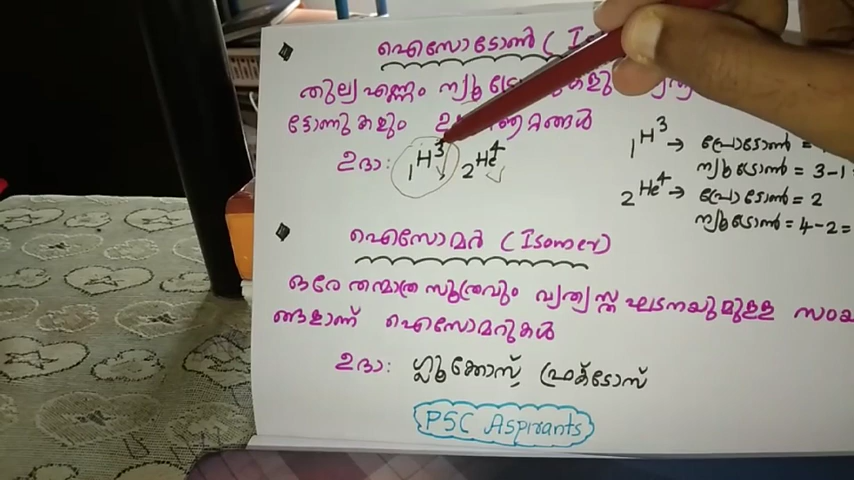 ഐസോടോൺ (I
തുല്യ എണ്ണം
ട്ടോണുകളും
ഉദാ: ₁H³ ₂He⁴
₁H³ → പ്രോട്ടോൺ =
ന്യൂട്രോൺ = 3-1
₂He⁴ → പ്രോട്ടോൺ = 2
ന്യൂട്രോൺ = 4-2 =
ഐസോമർ (Isomer)
ഒരേ തന്മാത്ര സൂത്രവും വ്യത്യസ്ത ഘടനയുമുള്ള സംയ
ങ്ങളാണ് ഐസോമറുകൾ
ഉദാ: ഗ്ലൂക്കോസ്, ഫ്രക്ടോസ്
PSC Aspirants